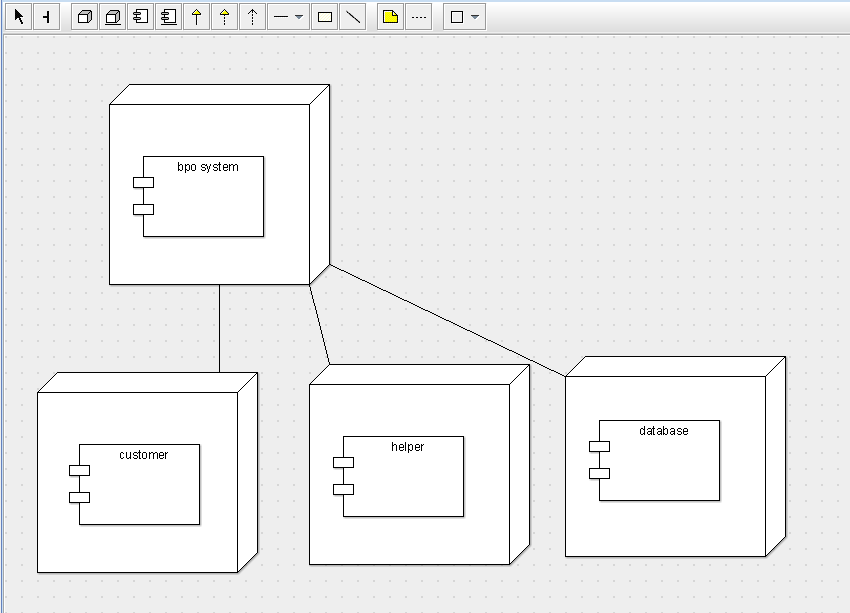 bpo system
customer
helper
database